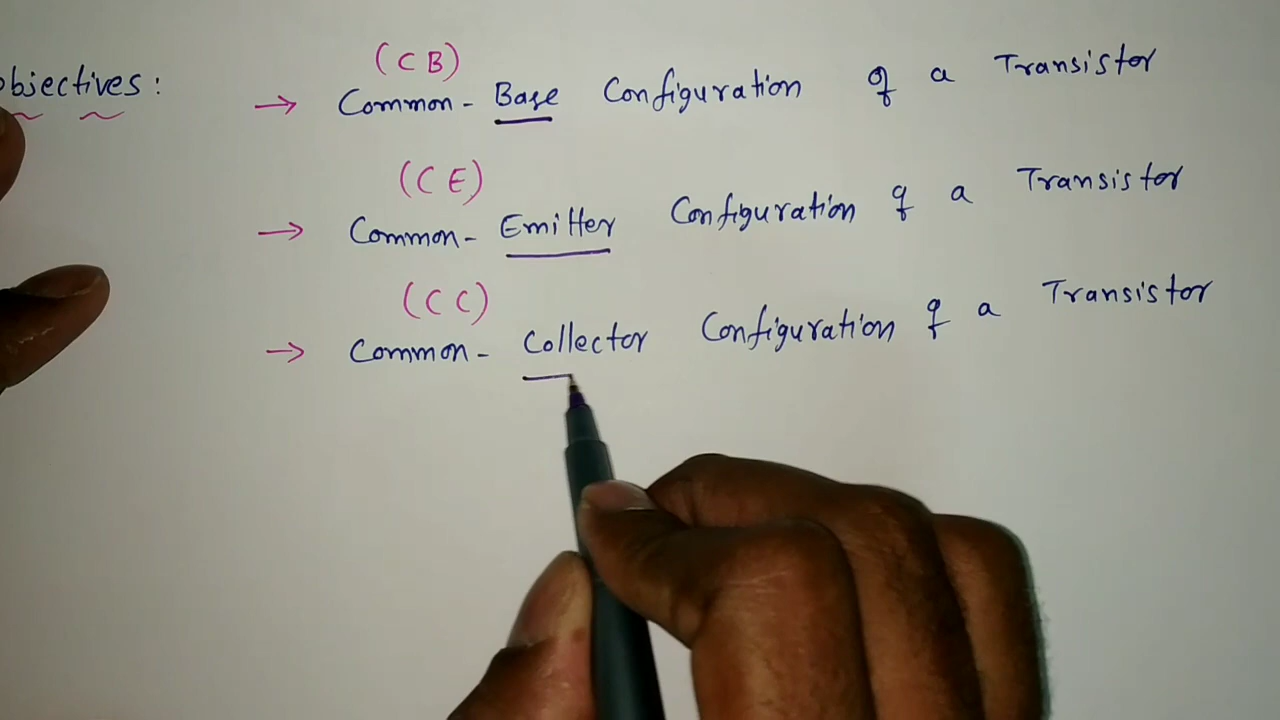 objectives:
(CB)
→ Common-Base Configuration of a Transistor
(CE)
→ Common-Emitter Configuration of a Transistor
(CC)
→ Common-Collector Configuration of a Transistor